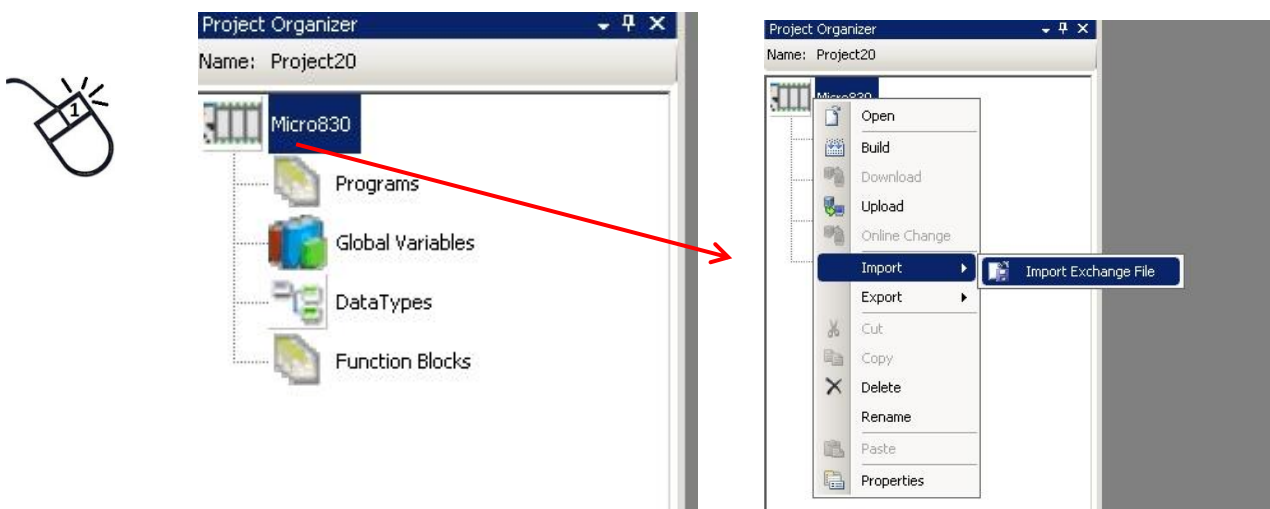 1
Project Organizer
Name: Project20
Micro830
Programs
Global Variables
DataTypes
Function Blocks
Project Organizer
Name: Project20
Micro830
Open
Build
Download
Upload
Online Change
Import
Import Exchange File
Export
Cut
Copy
Delete
Rename
Paste
Properties